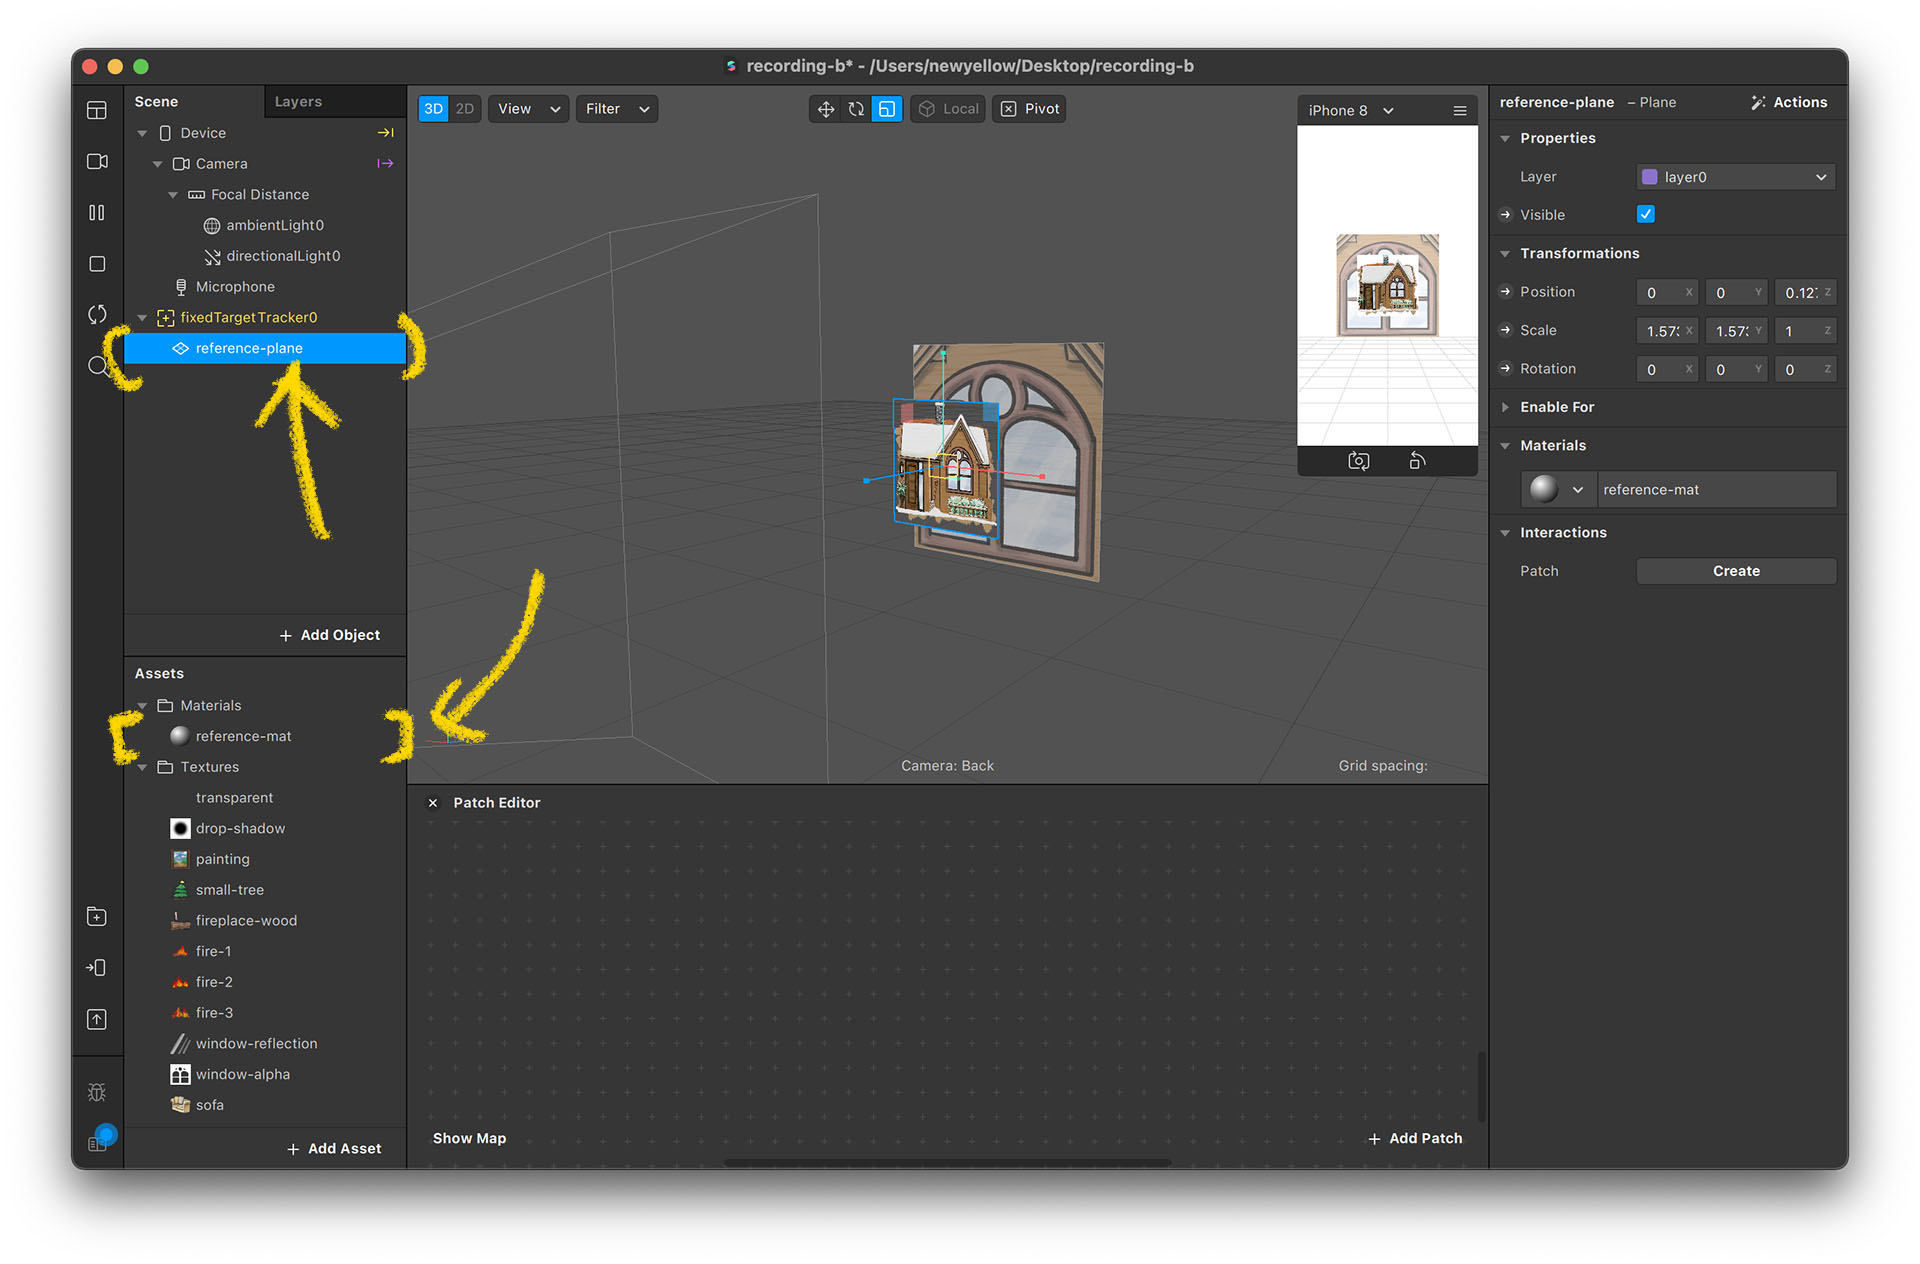 recording-b* - /Users/newyellow/Desktop/recording-b
Scene
Layers
Device
Camera
Focal Distance
ambientLight0
directionalLight0
Microphone
fixedTargetTracker0
reference-plane
+ Add Object
Assets
Materials
reference-mat
Textures
transparent
drop-shadow
painting
small-tree
fireplace-wood
fire-1
fire-2
fire-3
window-reflection
window-alpha
sofa
+ Add Asset
3D 2D View Filter Local Pivot
iPhone 8
Camera: Back
Grid spacing:
Patch Editor
Show Map
+ Add Patch
reference-plane – Plane Actions
Properties
Layer layer0
Visible
Transformations
Position 0 X 0 Y 0.12 Z
Scale 1.57 X 1.57 Y 1 Z
Rotation 0 X 0 Y 0 Z
Enable For
Materials
reference-mat
Interactions
Patch Create